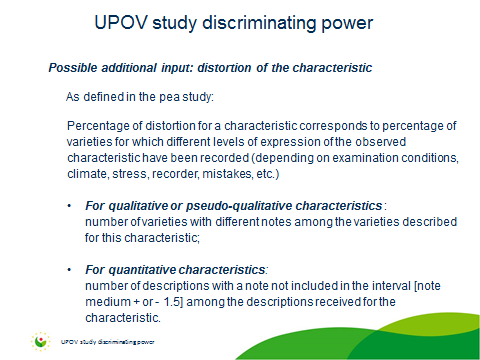 UPOV study discriminating power
Possible additional input: distortion of the characteristic
As defined in the pea study:
Percentage of distortion for a characteristic corresponds to percentage of
varieties for which different levels of expression of the observed
characteristic have been recorded (depending on examination conditions,
climate, stress, recorder, mistakes, etc.)
• For qualitative or pseudo-qualitative characteristics:
number of varieties with different notes among the varieties described
for this characteristic;
• For quantitative characteristics:
number of descriptions with a note not included in the interval [note
medium + or - 1.5] among the descriptions received for the
characteristic.
UPOV study discriminating power